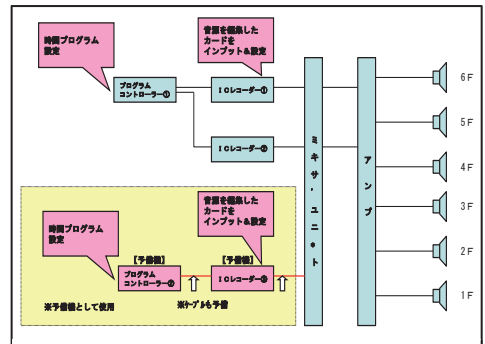 時間プログラム
設定
音源を編集した
カードを
インプット&設定
プログラム
コントローラー①
ICレコーダー①
ICレコーダー②
ミキサ・ユニット
アンプ
6F
5F
4F
3F
2F
1F
時間プログラム
設定
音源を編集した
カードを
インプット&設定
【予備機】
プログラム
コントローラー②
【予備機】
ICレコーダー③
※予備機として使用
※ケーブルも予備